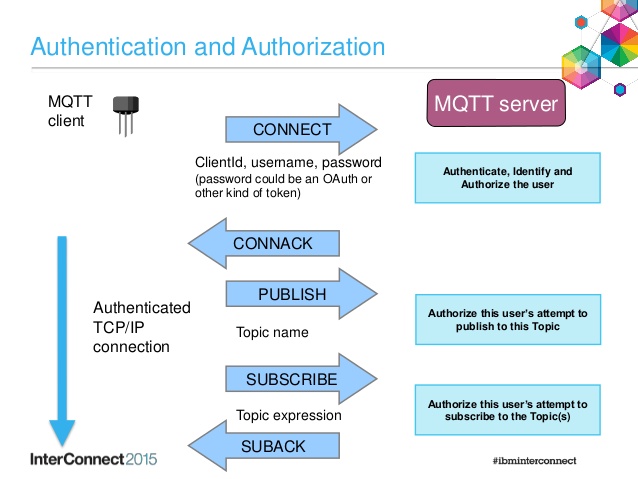 Authentication and Authorization
MQTT
client
MQTT server
CONNECT
ClientId, username, password
(password could be an OAuth or
other kind of token)
Authenticate, Identify and
Authorize the user
CONNACK
PUBLISH
Authenticated
TCP/IP
connection
Topic name
Authorize this user's attempt to
publish to this Topic
SUBSCRIBE
Topic expression
Authorize this user's attempt to
subscribe to the Topic(s)
SUBACK
InterConnect 2015
#ibminterconnect